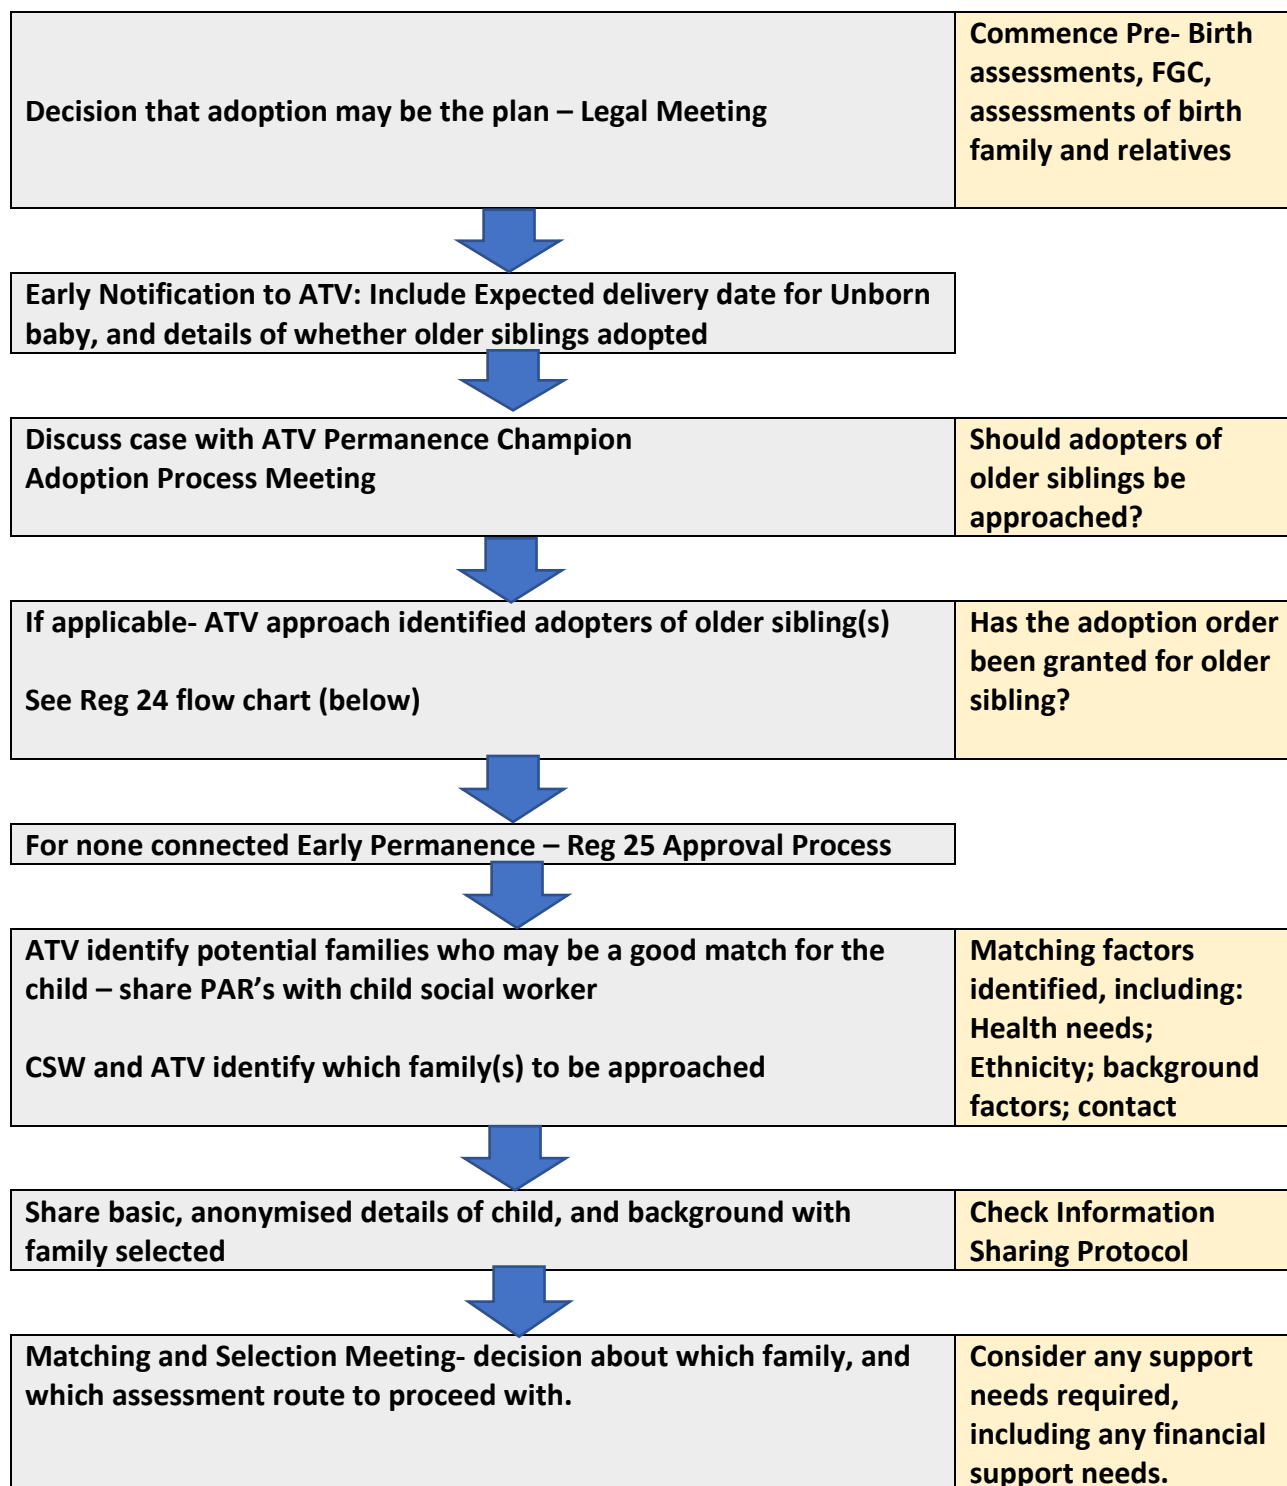 Decision that adoption may be the plan – Legal Meeting
Commence Pre- Birth
assessments, FGC,
assessments of birth
family and relatives
Early Notification to ATV: Include Expected delivery date for Unborn
baby, and details of whether older siblings adopted
Discuss case with ATV Permanence Champion
Adoption Process Meeting
Should adopters of
older siblings be
approached?
If applicable- ATV approach identified adopters of older sibling(s)
See Reg 24 flow chart (below)
Has the adoption order
been granted for older
sibling?
For none connected Early Permanence – Reg 25 Approval Process
ATV identify potential families who may be a good match for the
child – share PAR’s with child social worker
CSW and ATV identify which family(s) to be approached
Matching factors
identified, including:
Health needs;
Ethnicity; background
factors; contact
Share basic, anonymised details of child, and background with
family selected
Check Information
Sharing Protocol
Matching and Selection Meeting- decision about which family, and
which assessment route to proceed with.
Consider any support
needs required,
including any financial
support needs.